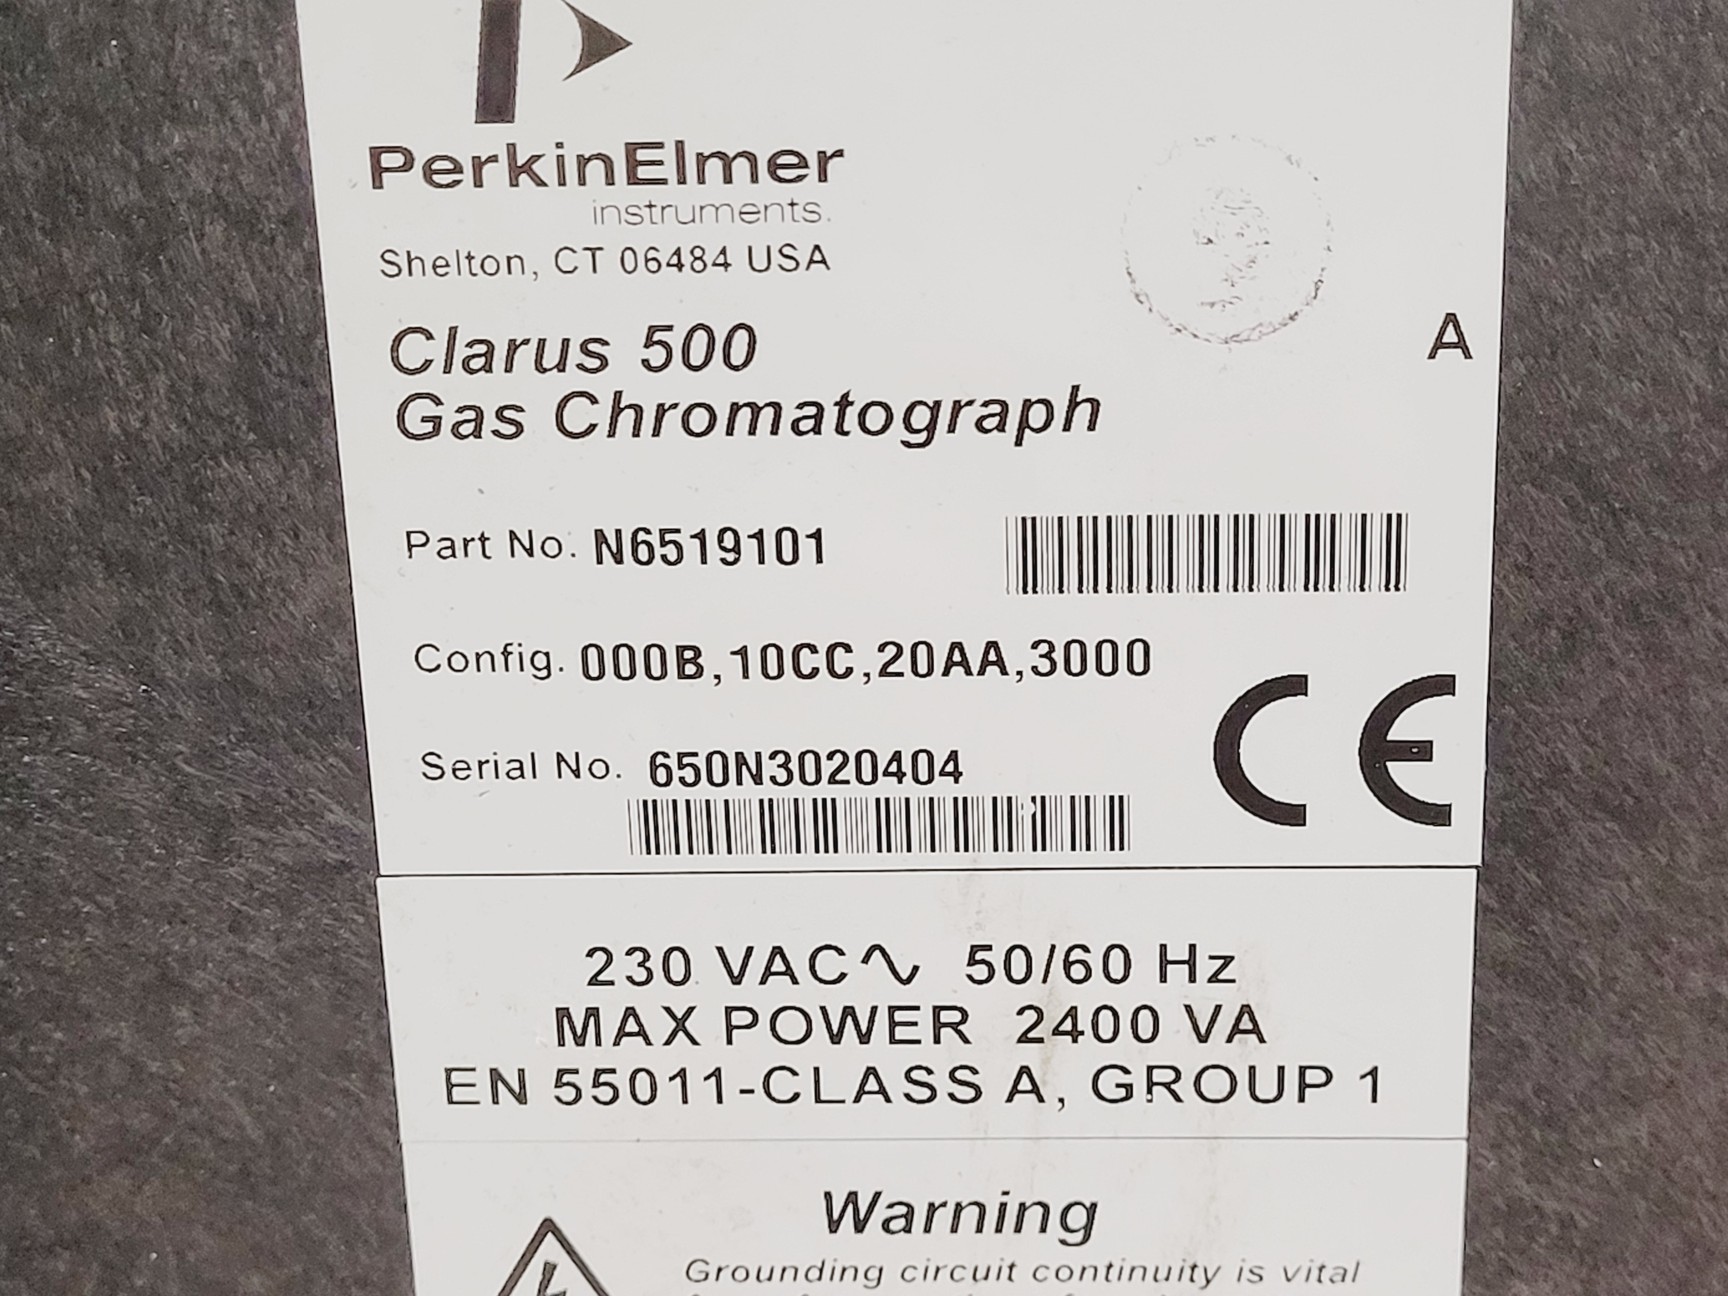 PerkinElmer
instruments.
Shelton, CT 06484 USA
Clarus 500
A
Gas Chromatograph
Part No. N6519101
Config. 000B,10CC,20AA,3000
CE
Serial No. 650N3020404
230 VAC∿ 50/60 Hz
MAX POWER 2400 VA
EN 55011-CLASS A, GROUP 1
Warning
Grounding circuit continuity is vital